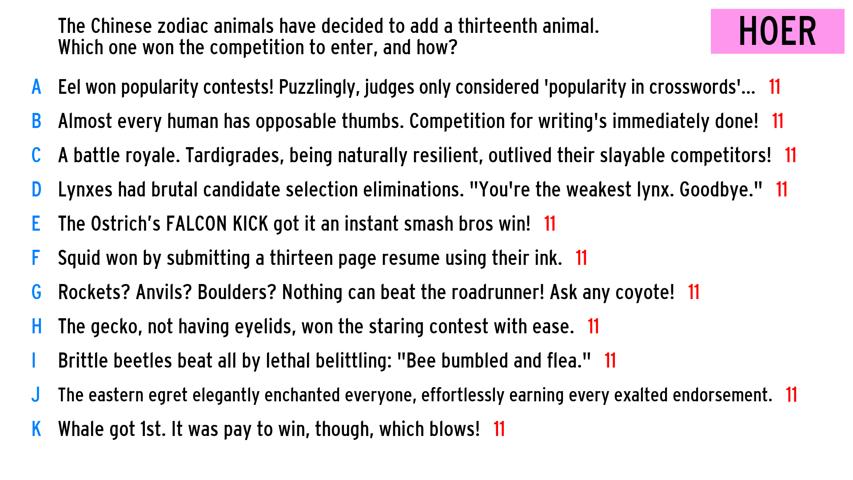 The Chinese zodiac animals have decided to add a thirteenth animal.
Which one won the competition to enter, and how?
HOER
A Eel won popularity contests! Puzzlingly, judges only considered 'popularity in crosswords'... 11
B Almost every human has opposable thumbs. Competition for writing's immediately done! 11
C A battle royale. Tardigrades, being naturally resilient, outlived their slayable competitors! 11
D Lynxes had brutal candidate selection eliminations. "You're the weakest lynx. Goodbye." 11
E The Ostrich’s FALCON KICK got it an instant smash bros win! 11
F Squid won by submitting a thirteen page resume using their ink. 11
G Rockets? Anvils? Boulders? Nothing can beat the roadrunner! Ask any coyote! 11
H The gecko, not having eyelids, won the staring contest with ease. 11
I Brittle beetles beat all by lethal belittling: "Bee bumbled and flea." 11
J The eastern egret elegantly enchanted everyone, effortlessly earning every exalted endorsement. 11
K Whale got 1st. It was pay to win, though, which blows! 11